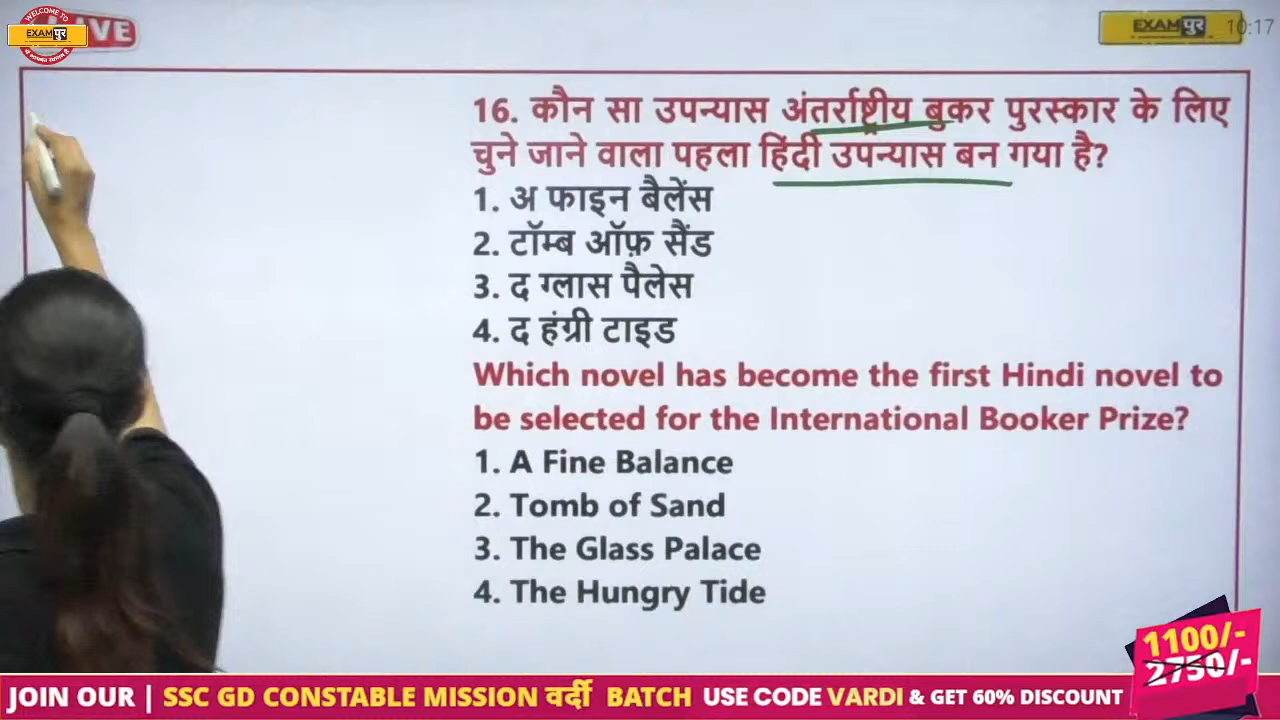 WELCOME TO
EXAMपुर
LIVE
EXAMपुर
10:17
16. कौन सा उपन्यास अंतर्राष्ट्रीय बुकर पुरस्कार के लिए
चुने जाने वाला पहला हिंदी उपन्यास बन गया है?
1. अ फाइन बैलेंस
2. टॉम्ब ऑफ़ सैंड
3. द ग्लास पैलेस
4. द हंग्री टाइड
Which novel has become the first Hindi novel to
be selected for the International Booker Prize?
1. A Fine Balance
2. Tomb of Sand
3. The Glass Palace
4. The Hungry Tide
1100/-
2750/-
JOIN OUR | SSC GD CONSTABLE MISSION वर्दी BATCH USE CODE VARDI & GET 60% DISCOUNT